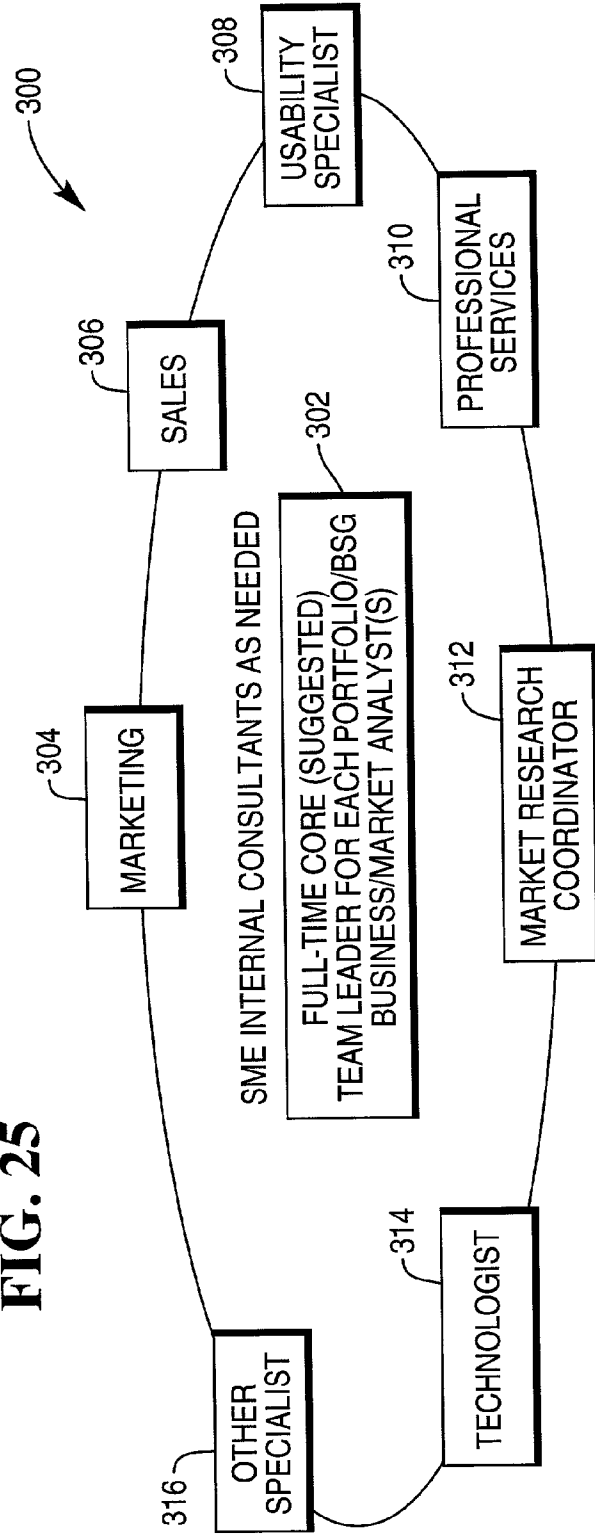 FIG. 25
300
304
MARKETING
306
SALES
308
USABILITY
SPECIALIST
310
PROFESSIONAL
SERVICES
312
MARKET RESEARCH
COORDINATOR
314
TECHNOLOGIST
316
OTHER
SPECIALIST
SME INTERNAL CONSULTANTS AS NEEDED
302
FULL-TIME CORE (SUGGESTED)
TEAM LEADER FOR EACH PORTFOLIO/BSG
BUSINESS/MARKET ANALYST(S)